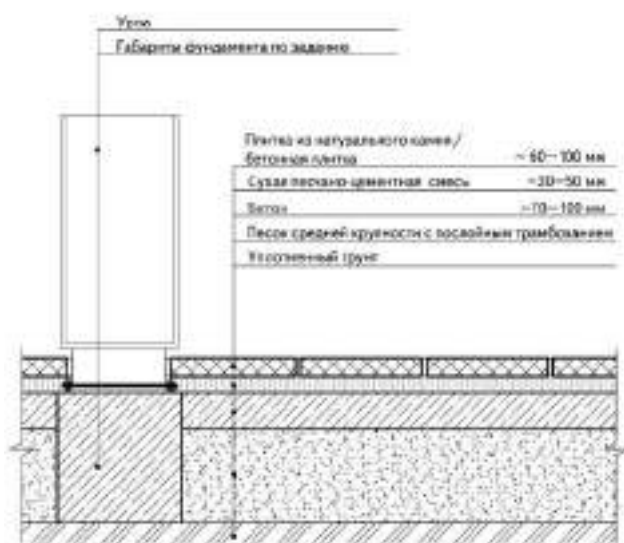 Урна
Габариты фундамента по заданию
Плитка из натурального камня/
бетонная плитка ~ 60–100 мм
Сухая песчано-цементная смесь ~30–50 мм
Бетон ~70–100 мм
Песок средней крупности с послойным трамбованием
Уплотненный грунт